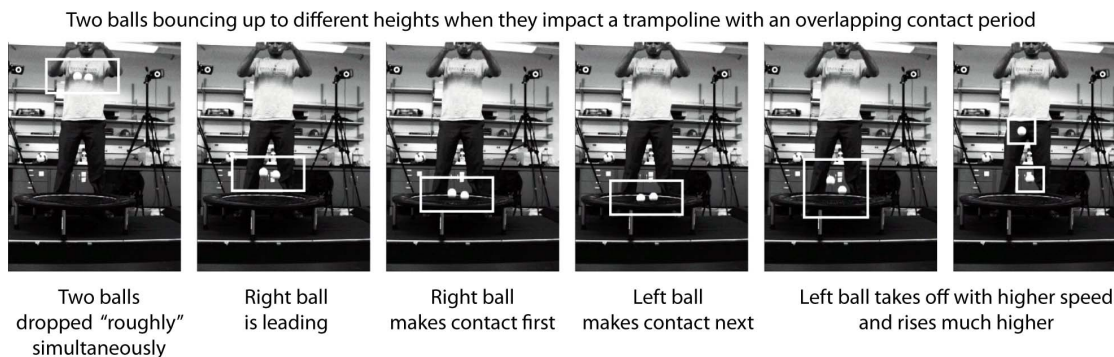 Two balls bouncing up to different heights when they impact a trampoline with an overlapping contact period
Two balls
dropped “roughly”
simultaneously
Right ball
is leading
Right ball
makes contact first
Left ball
makes contact next
Left ball takes off with higher speed
and rises much higher